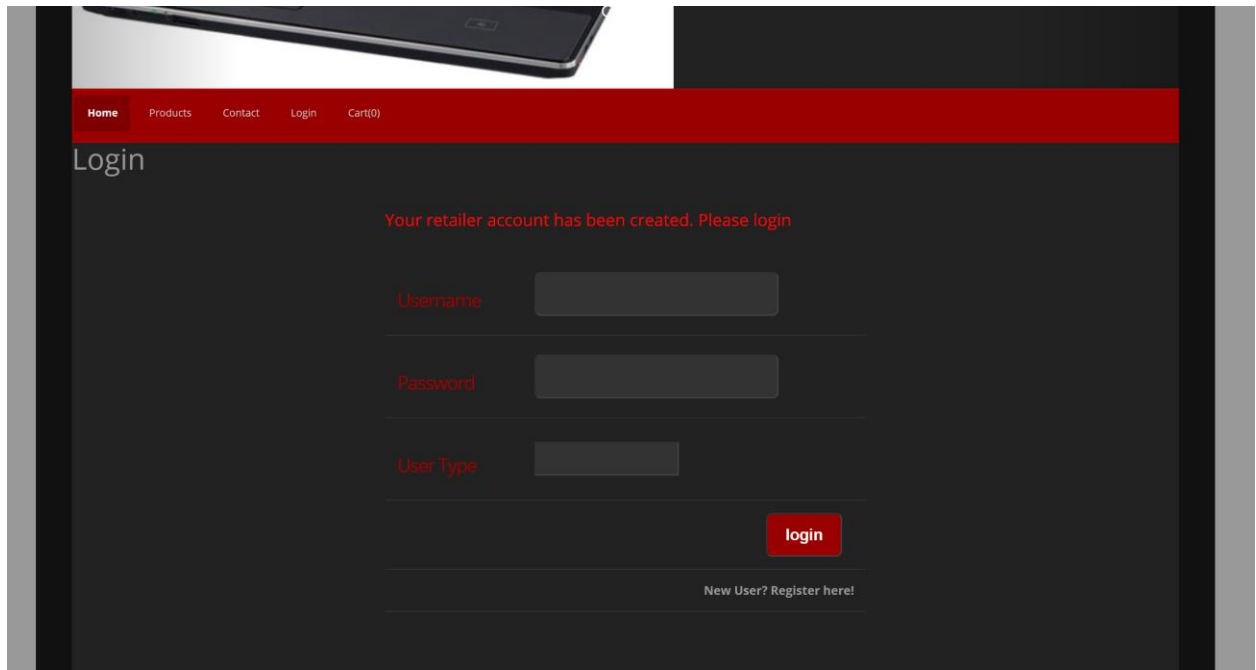 Home Products Contact Login Cart(0)
Login
Your retailer account has been created. Please login
Username
Password
User Type
login
New User? Register here!